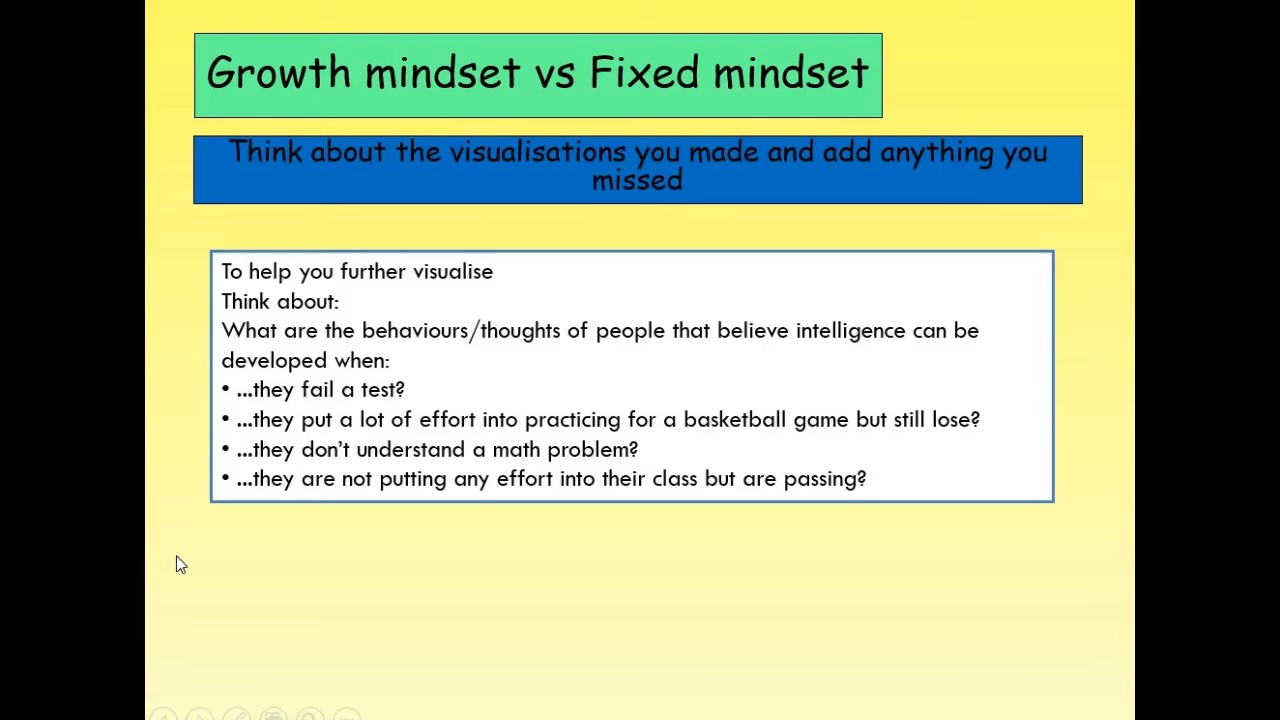 Growth mindset vs Fixed mindset
Think about the visualisations you made and add anything you
missed
To help you further visualise
Think about:
What are the behaviours/thoughts of people that believe intelligence can be
developed when:
• ...they fail a test?
• ...they put a lot of effort into practicing for a basketball game but still lose?
• ...they don't understand a math problem?
• ...they are not putting any effort into their class but are passing?